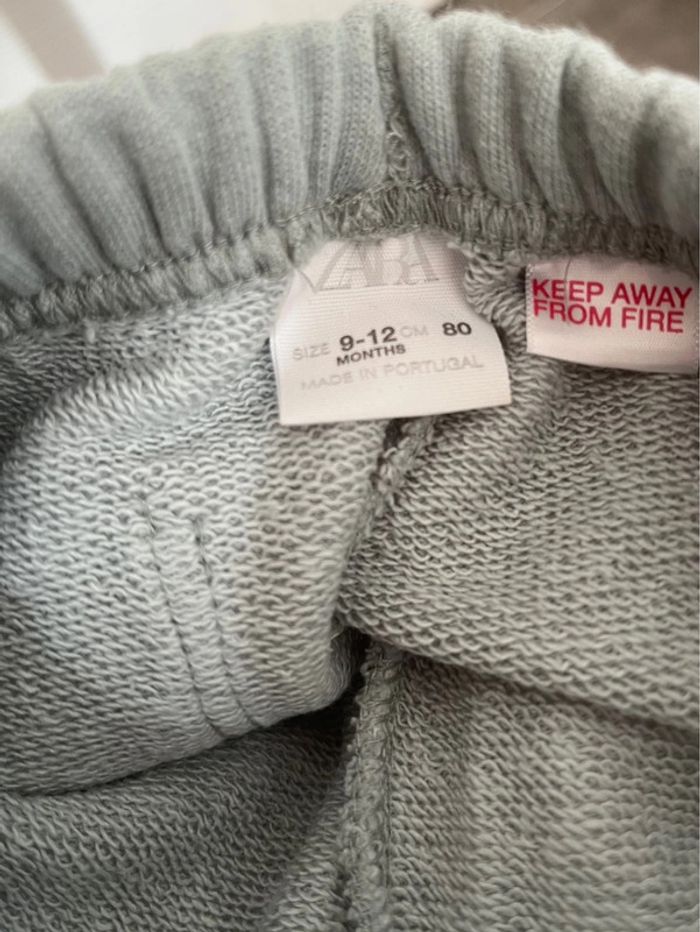 ZARA
SIZE 9-12 CM 80
MONTHS
MADE IN PORTUGAL
KEEP AWAY
FROM FIRE